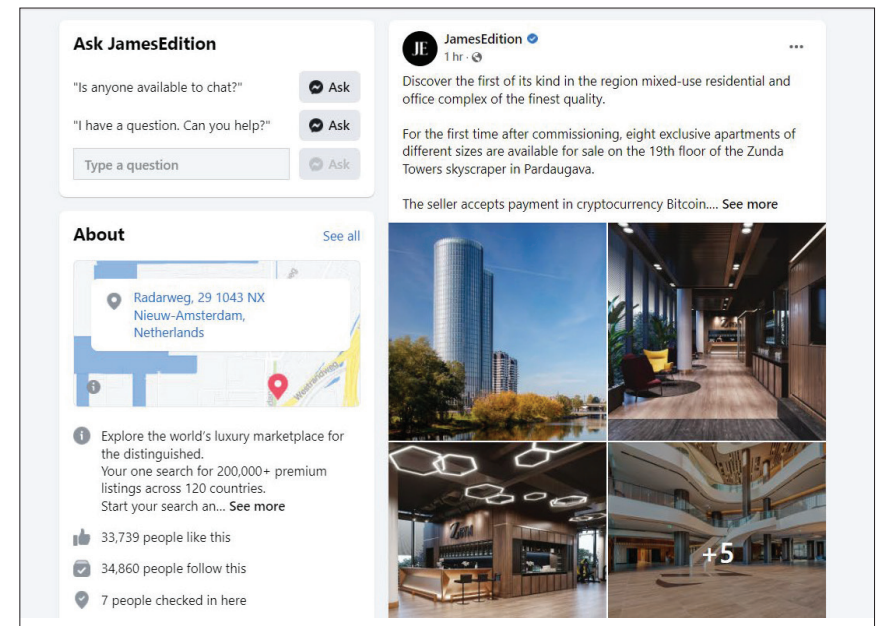 Ask JamesEdition
"Is anyone available to chat?"
Ask
"I have a question. Can you help?"
Ask
Type a question
Ask
About
See all
Radarweg, 29 1043 NX
Nieuw-Amsterdam,
Netherlands
Westrandweg
Explore the world's luxury marketplace for
the distinguished.
Your one search for 200,000+ premium
listings across 120 countries.
Start your search an... See more
33,739 people like this
34,860 people follow this
7 people checked in here
JE
JamesEdition
1 hr ·
Discover the first of its kind in the region mixed-use residential and
office complex of the finest quality.
For the first time after commissioning, eight exclusive apartments of
different sizes are available for sale on the 19th floor of the Zunda
Towers skyscraper in Pardaugava.
The seller accepts payment in cryptocurrency Bitcoin.... See more
+5